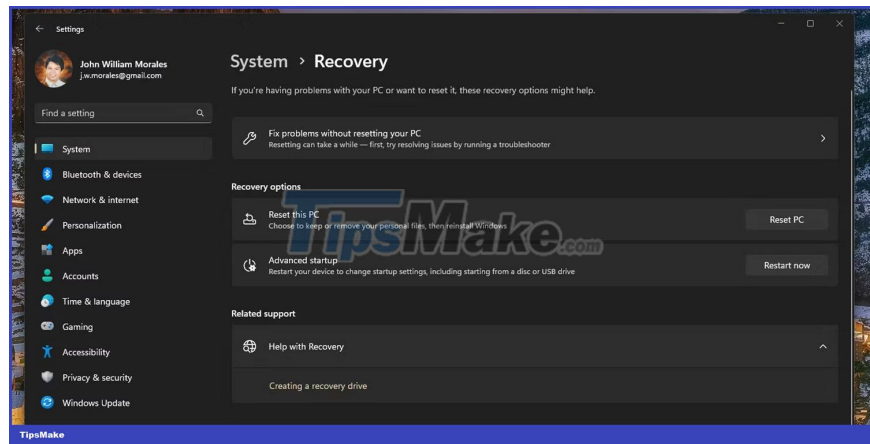 Settings
John William Morales
j.w.morales@gmail.com
Find a setting
System
Bluetooth & devices
Network & internet
Personalization
Apps
Accounts
Time & language
Gaming
Accessibility
Privacy & security
Windows Update
System > Recovery
If you're having problems with your PC or want to reset it, these recovery options might help.
Fix problems without resetting your PC
Resetting can take a while — first, try resolving issues by running a troubleshooter
Recovery options
Reset this PC
Choose to keep or remove your personal files, then reinstall Windows
Reset PC
Advanced startup
Restart your device to change startup settings, including starting from a disc or USB drive
Restart now
TipsMake.com
Related support
Help with Recovery
Creating a recovery drive
TipsMake